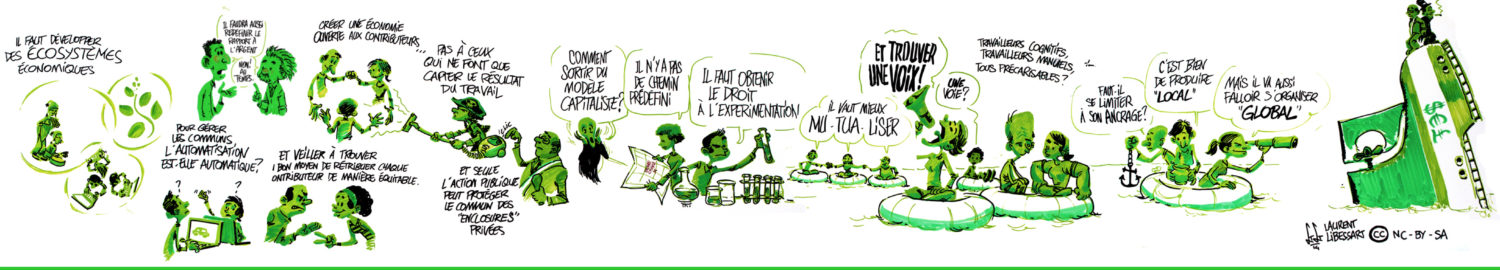 IL FAUT DÉVELOPPER
DES ÉCOSYSTÈMES
ÉCONOMIQUES
IL FAUDRA AUSSI
REDÉFINIR LE
RAPPORT À
L'ARGENT
AU
TEMPS
POUR GÉRER
LES COMMUNS,
L'AUTOMATISATION
EST-ELLE AUTOMATIQUE?
? ?
CRÉER UNE ÉCONOMIE
OUVERTE AUX CONTRIBUTEURS...
ET VEILLER À TROUVER
1 BON MOYEN DE RÉTRIBUER CHAQUE
CONTRIBUTEUR DE MANIÈRE ÉQUITABLE.
... PAS À CEUX
QUI NE FONT QUE
CAPTER LE RÉSULTAT
DU TRAVAIL
ET SEULE
L'ACTION PUBLIQUE
PEUT PROTÉGER
LE COMMUN DES
"ENCLOSURES"
PRIVÉES
COMMENT
SORTIR DU
MODÈLE
CAPITALISTE?
IL N'Y A PAS
DE CHEMIN
PRÉDÉFINI
IL FAUT OBTENIR
LE DROIT
À L'EXPÉRIMENTATION
IL VAUT MIEUX
MU-TUA-LISER
ET TROUVER
UNE VOIX!
UNE
VOIE?
TRAVAILLEURS COGNITIFS,
TRAVAILLEURS MANUELS,
TOUS PRÉCARISABLES?
FAUT-IL
SE LIMITER
À SON ANCRAGE?
C'EST BIEN
DE PRODUIRE
"LOCAL"
MAIS IL VA AUSSI
FALLOIR S'ORGANISER
"GLOBAL"
$€£
LAURENT
LIBESSART
CC NC-BY-SA